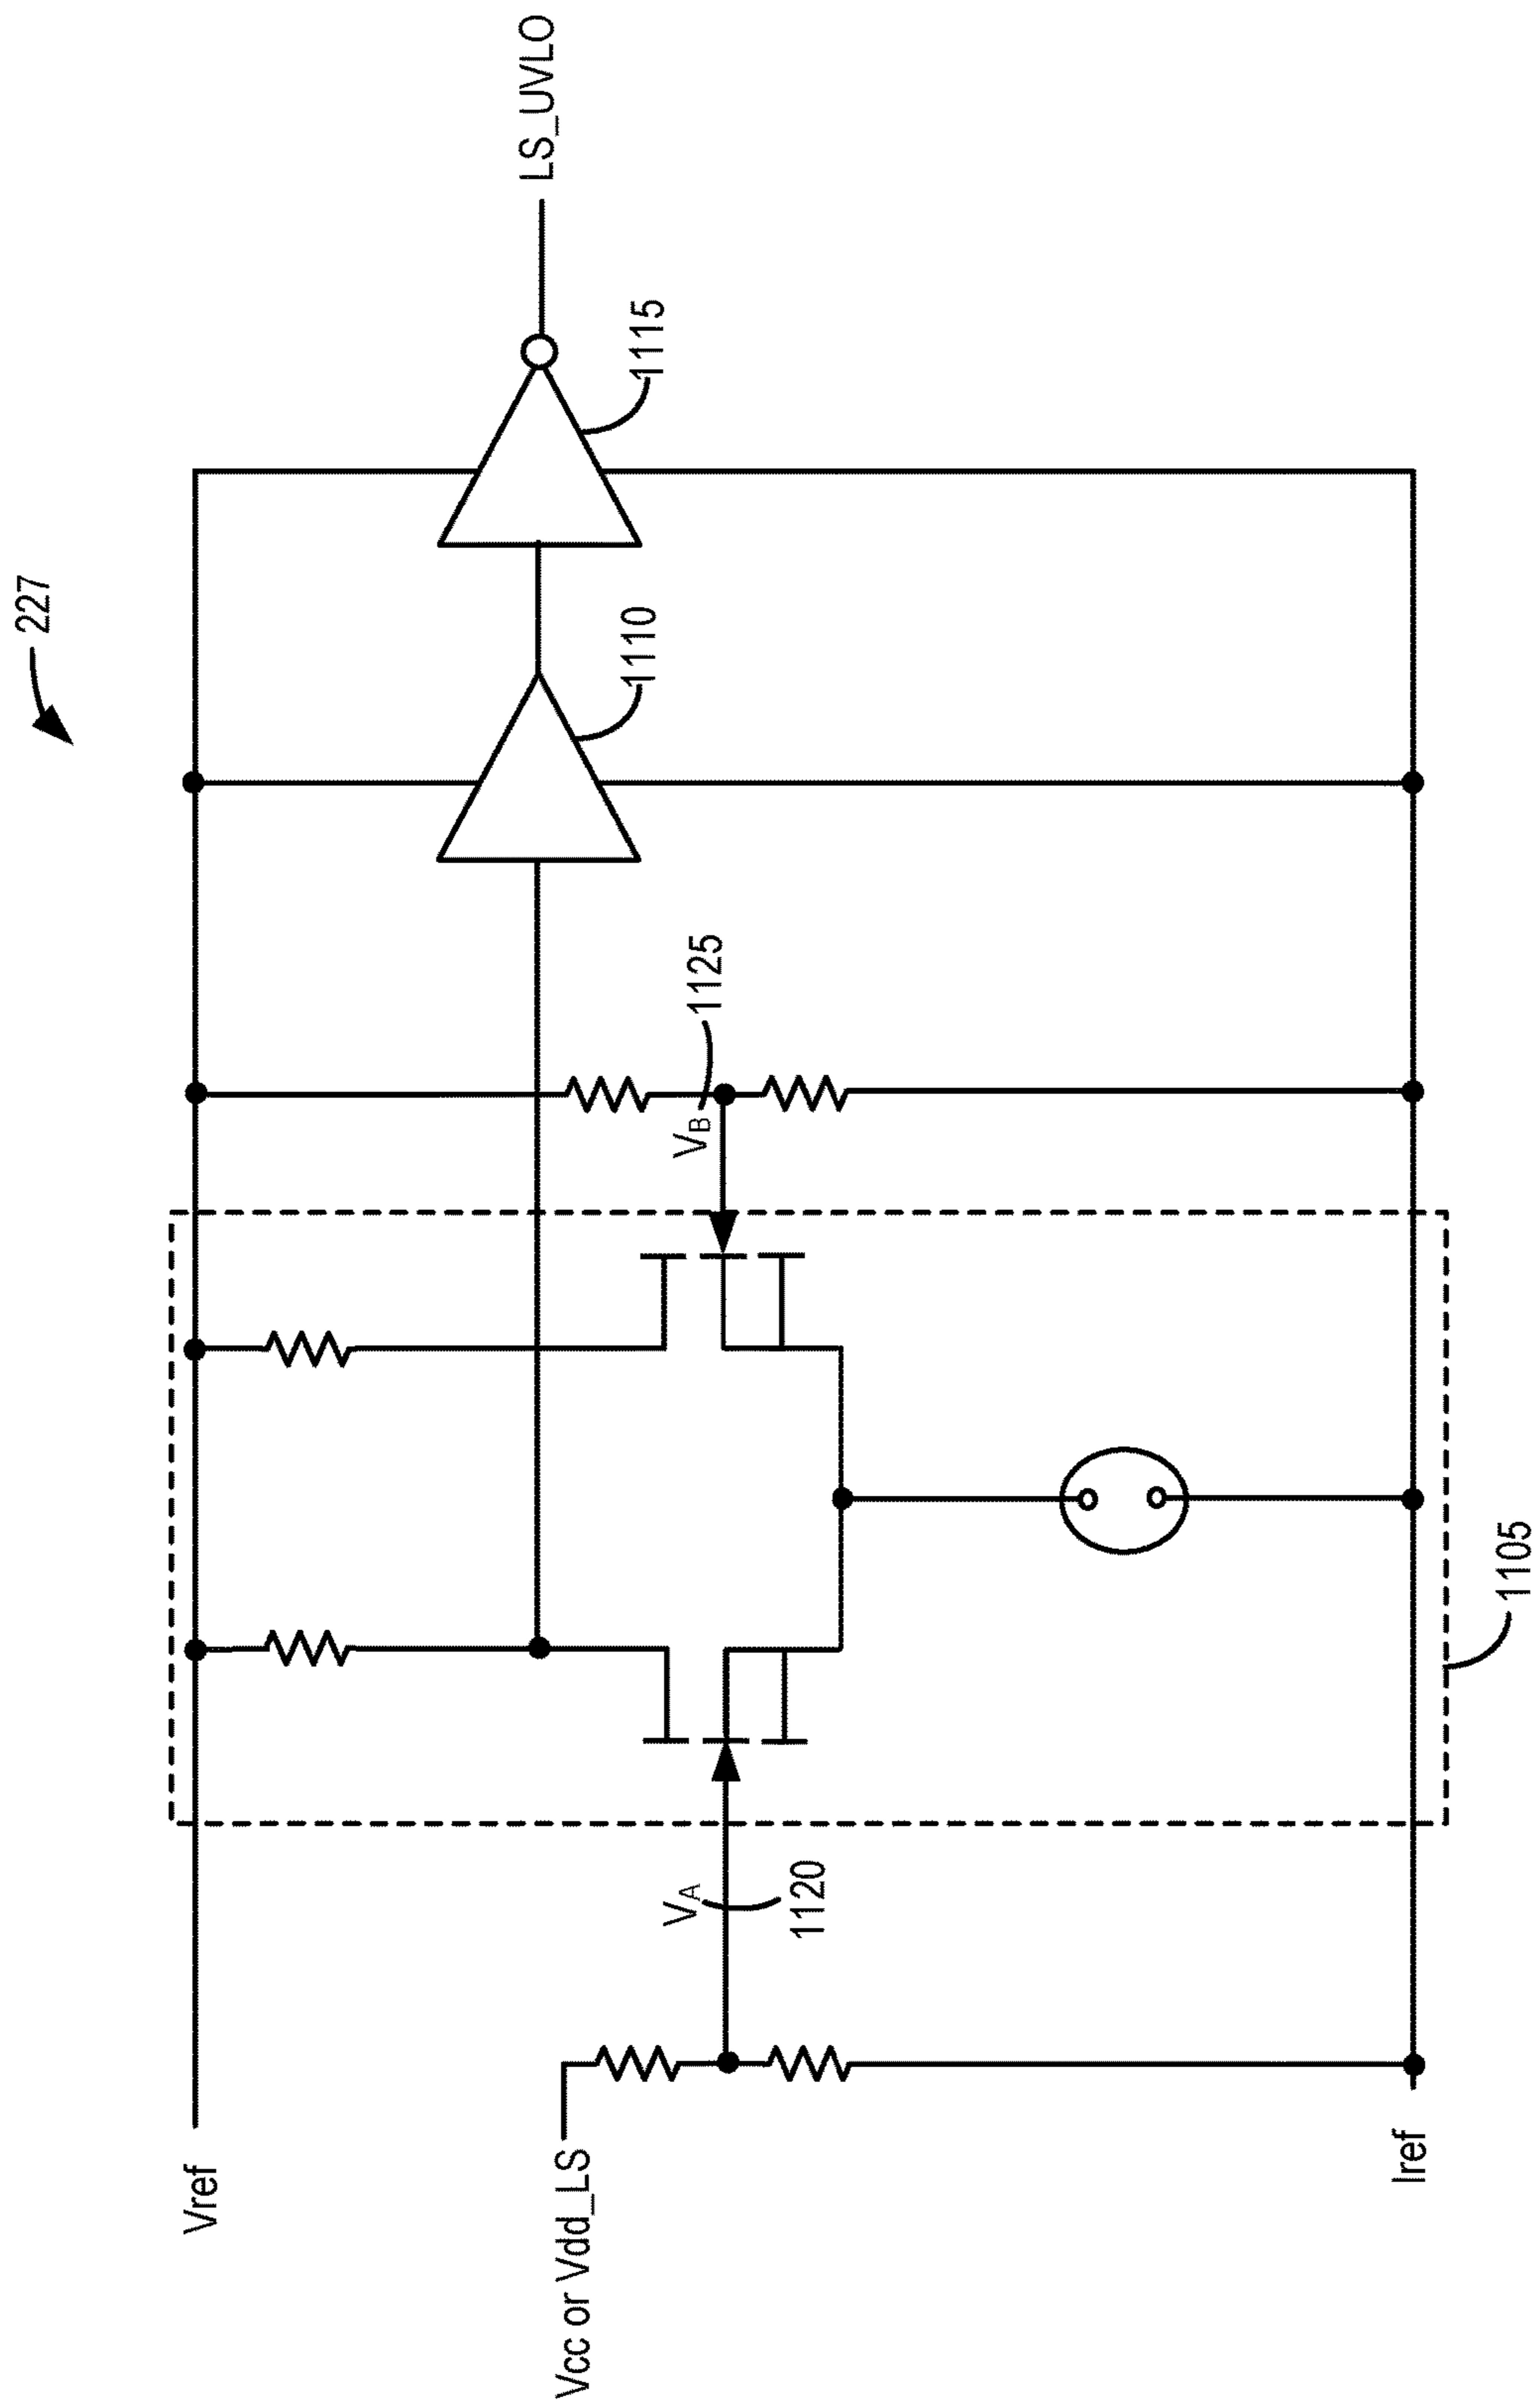 227
Vref
Vcc or Vdd_LS
Iref
VA
1120
1105
VB
1125
1110
1115
LS_UVLO